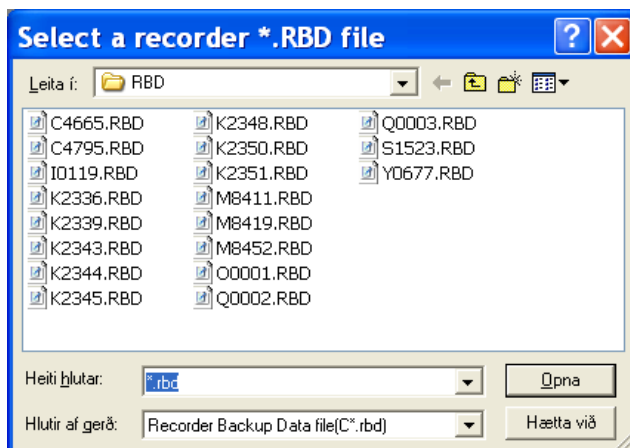 Select a recorder *.RBD file
Leita í: RBD
C4665.RBD K2348.RBD Q0003.RBD
C4795.RBD K2350.RBD S1523.RBD
I0119.RBD K2351.RBD Y0677.RBD
K2336.RBD M8411.RBD
K2339.RBD M8419.RBD
K2343.RBD M8452.RBD
K2344.RBD O0001.RBD
K2345.RBD Q0002.RBD
Heiti hlutar: *.rbd Opna
Hlutir af gerð: Recorder Backup Data file(C*.rbd) Hætta við